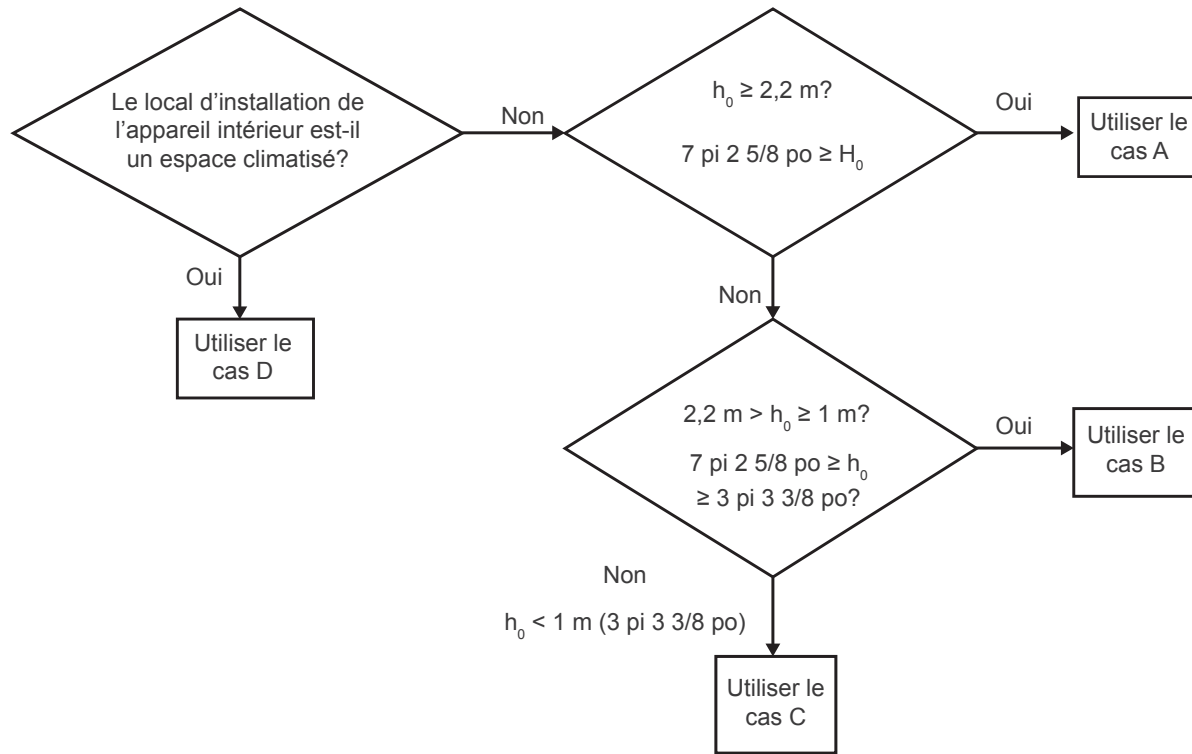 Le local d'installation de
l'appareil intérieur est-il
un espace climatisé?
Non
h₀ ≥ 2,2 m?
7 pi 2 5/8 po ≥ H₀
Oui
Utiliser le
cas A
Oui
Utiliser le
cas D
Non
2,2 m > h₀ ≥ 1 m?
7 pi 2 5/8 po ≥ h₀
≥ 3 pi 3 3/8 po?
Oui
Utiliser le
cas B
Non
h₀ < 1 m (3 pi 3 3/8 po)
Utiliser le
cas C